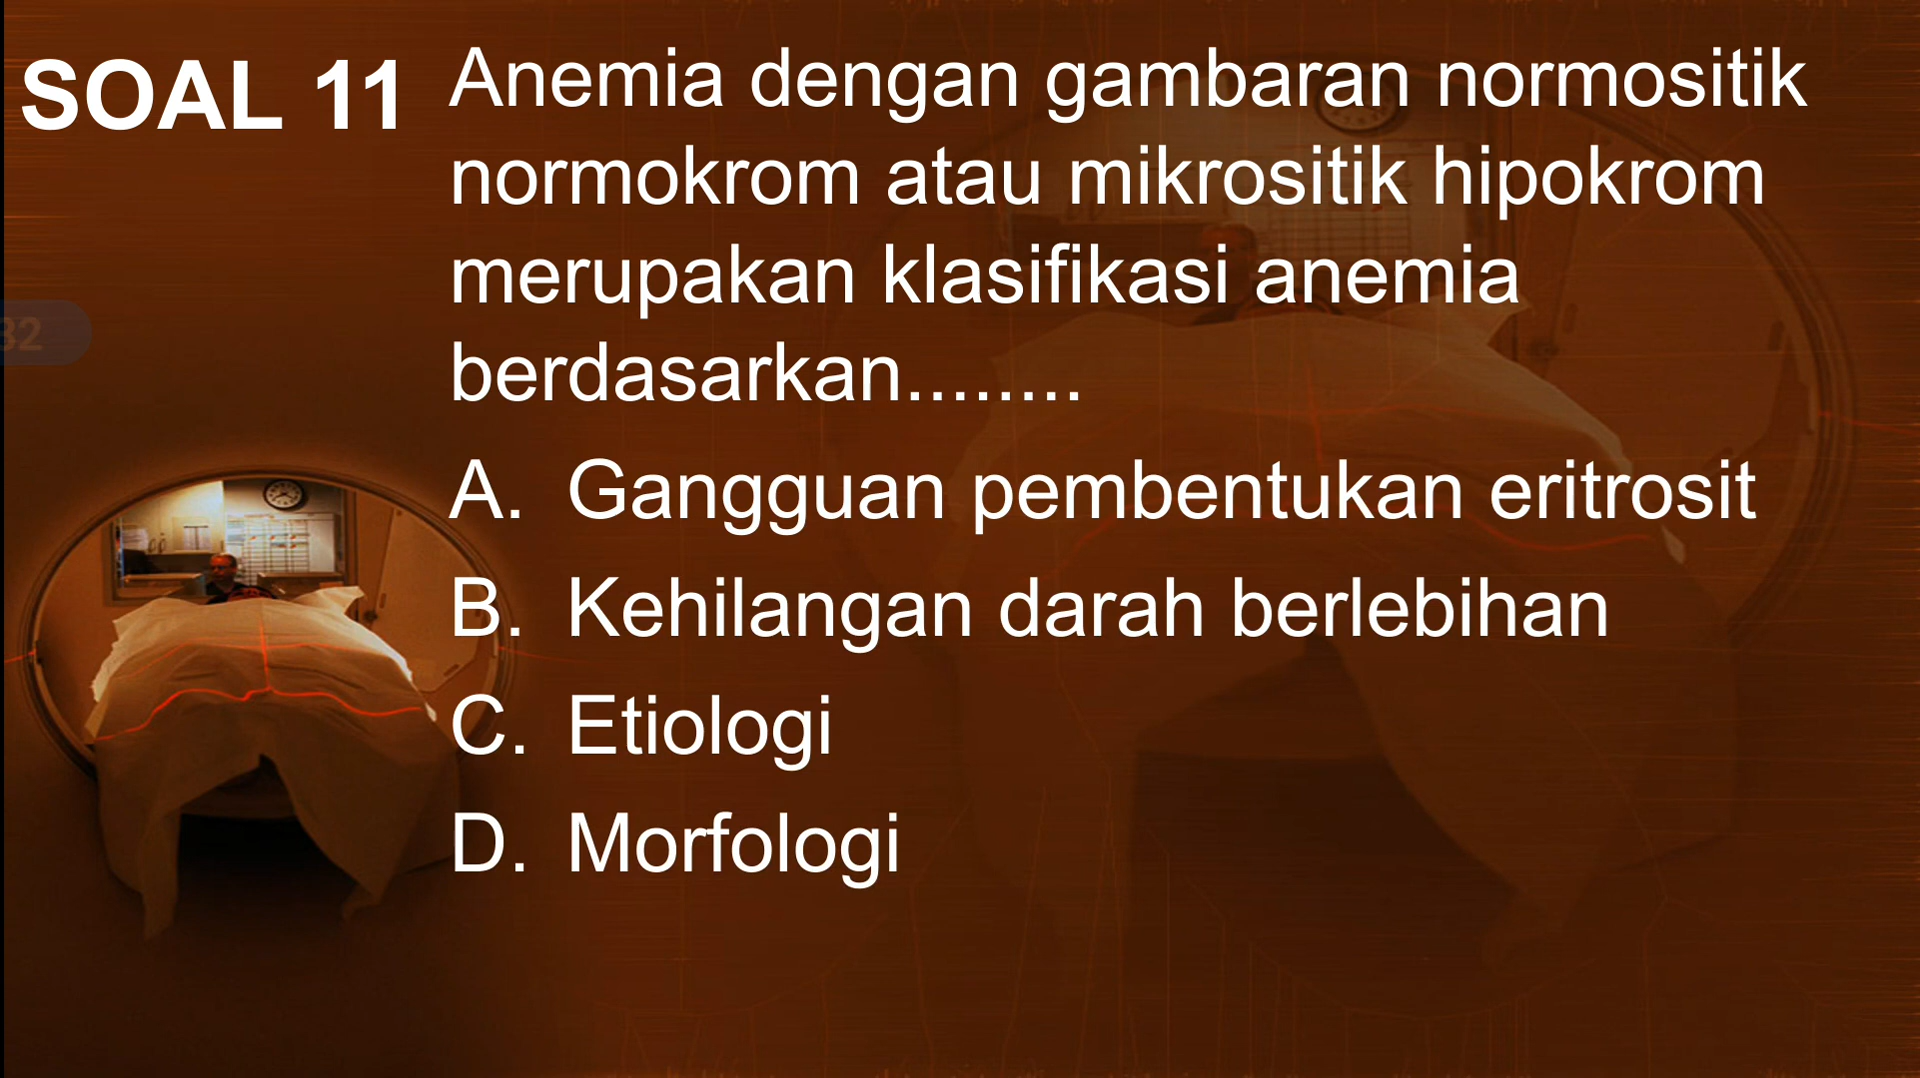 SOAL 11
Anemia dengan gambaran normositik
normokrom atau mikrositik hipokrom
merupakan klasifikasi anemia
berdasarkan........
A. Gangguan pembentukan eritrosit
B. Kehilangan darah berlebihan
C. Etiologi
D. Morfologi
32